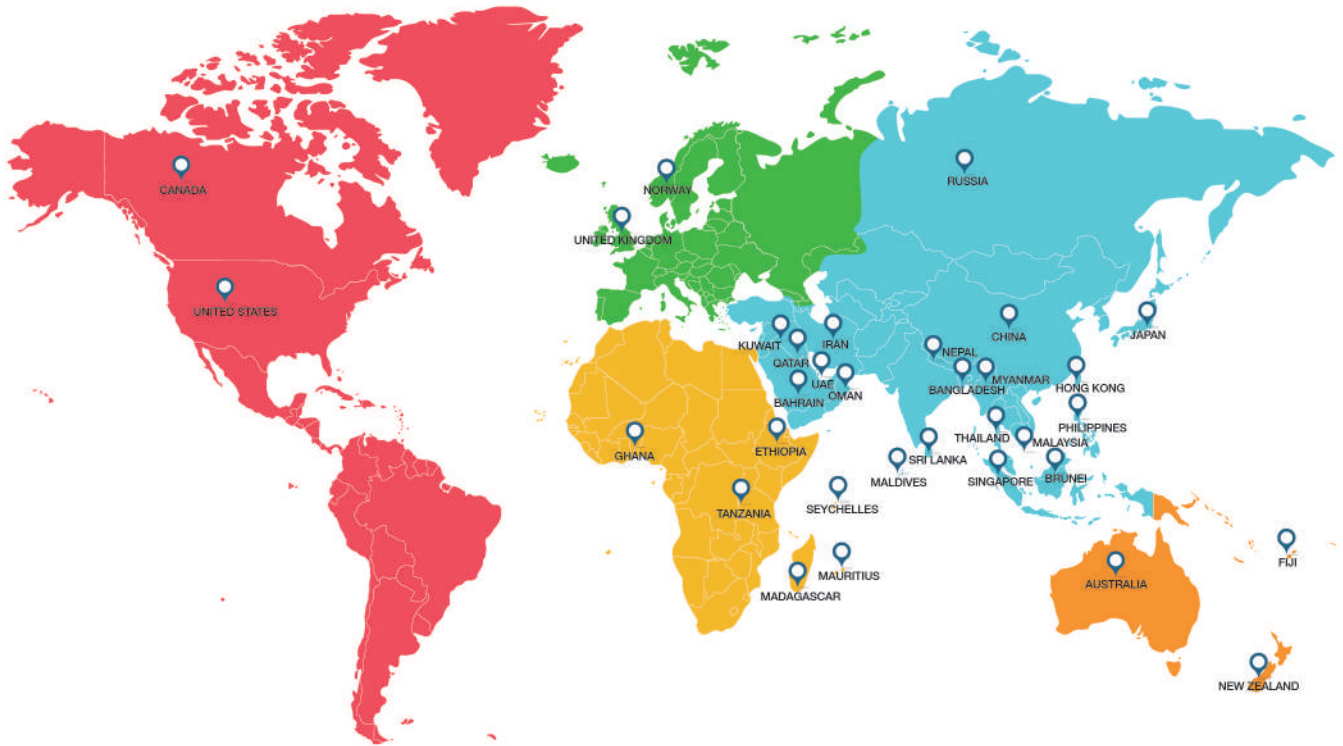 CANADA
NORWAY
RUSSIA
UNITED KINGDOM
UNITED STATES
KUWAIT
IRAN
CHINA
JAPAN
QATAR
NEPAL
UAE
MYANMAR
BANGLADESH
HONG KONG
BAHRAIN
OMAN
PHILIPPINES
GHANA
ETHIOPIA
THAILAND
MALAYSIA
SRI LANKA
MALDIVES
SINGAPORE
BRUNEI
TANZANIA
SEYCHELLES
FIJI
MAURITIUS
AUSTRALIA
MADAGASCAR
NEW ZEALAND